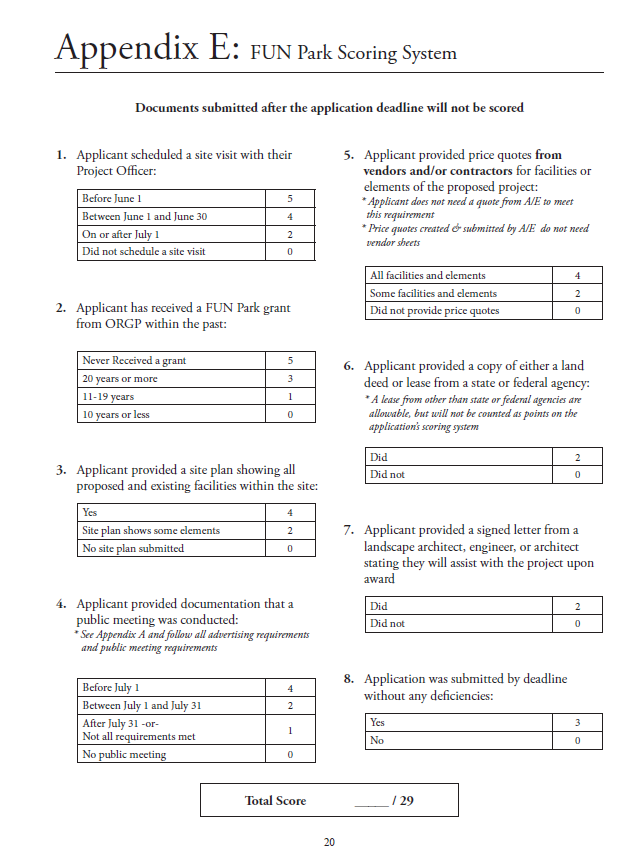 Appendix E: FUN Park Scoring System
Documents submitted after the application deadline will not be scored
1. Applicant scheduled a site visit with their
Project Officer:
Before June 1 5
Between June 1 and June 30 4
On or after July 1 2
Did not schedule a site visit 0
2. Applicant has received a FUN Park grant
from ORGP within the past:
Never Received a grant 5
20 years or more 3
11-19 years 1
10 years or less 0
3. Applicant provided a site plan showing all
proposed and existing facilities within the site:
Yes 4
Site plan shows some elements 2
No site plan submitted 0
4. Applicant provided documentation that a
public meeting was conducted:
* See Appendix A and follow all advertising requirements
and public meeting requirements
Before July 1 4
Between July 1 and July 31 2
After July 31 -or-
Not all requirements met 1
No public meeting 0
5. Applicant provided price quotes from
vendors and/or contractors for facilities or
elements of the proposed project:
* Applicant does not need a quote from A/E to meet
this requirement
* Price quotes created & submitted by A/E do not need
vendor sheets
All facilities and elements 4
Some facilities and elements 2
Did not provide price quotes 0
6. Applicant provided a copy of either a land
deed or lease from a state or federal agency:
* A lease from other than state or federal agencies are
allowable, but will not be counted as points on the
application's scoring system
Did 2
Did not 0
7. Applicant provided a signed letter from a
landscape architect, engineer, or architect
stating they will assist with the project upon
award
Did 2
Did not 0
8. Application was submitted by deadline
without any deficiencies:
Yes 3
No 0
Total Score _____ / 29
20